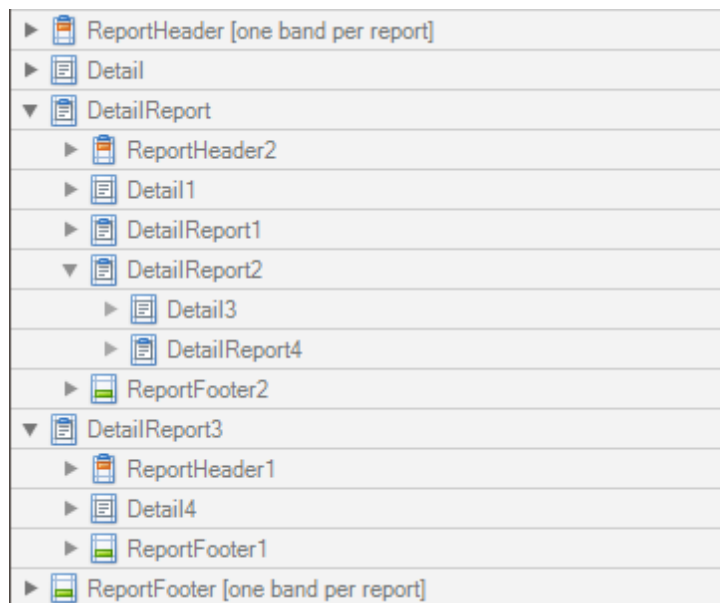 ReportHeader [one band per report]
Detail
DetailReport
ReportHeader2
Detail1
DetailReport1
DetailReport2
Detail3
DetailReport4
ReportFooter2
DetailReport3
ReportHeader1
Detail4
ReportFooter1
ReportFooter [one band per report]